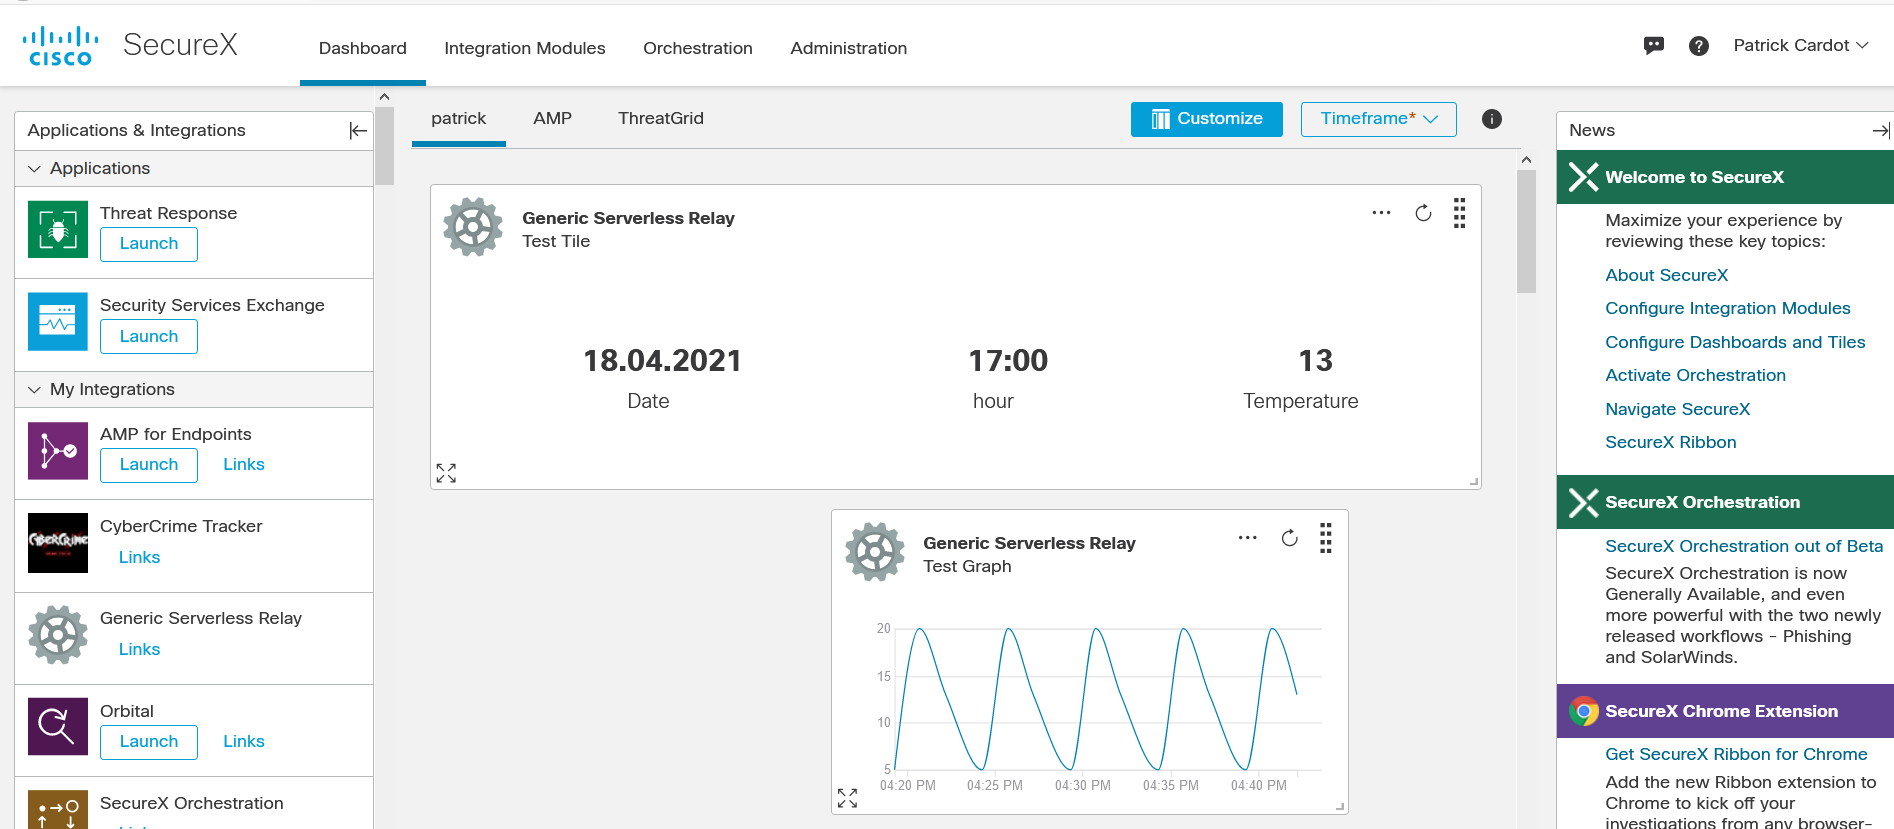 CISCO SecureX Dashboard Integration Modules Orchestration Administration Patrick Cardot
Applications & Integrations
Applications
Threat Response
Launch
Security Services Exchange
Launch
My Integrations
AMP for Endpoints
Launch Links
CyberCrime Tracker
Links
Generic Serverless Relay
Links
Orbital
Launch Links
SecureX Orchestration
patrick AMP ThreatGrid Customize Timeframe*
Generic Serverless Relay
Test Tile
18.04.2021 17:00 13
Date hour Temperature
Generic Serverless Relay
Test Graph
20
15
10
5
04:20 PM 04:25 PM 04:30 PM 04:35 PM 04:40 PM
News
Welcome to SecureX
Maximize your experience by
reviewing these key topics:
About SecureX
Configure Integration Modules
Configure Dashboards and Tiles
Activate Orchestration
Navigate SecureX
SecureX Ribbon
SecureX Orchestration
SecureX Orchestration out of Beta
SecureX Orchestration is now
Generally Available, and even
more powerful with the two newly
released workflows - Phishing
and SolarWinds.
SecureX Chrome Extension
Get SecureX Ribbon for Chrome
Add the new Ribbon extension to
Chrome to kick off your
investigations from any browser-